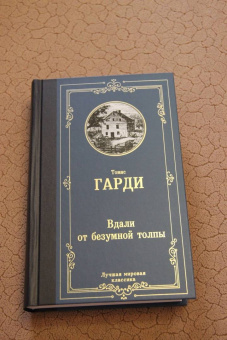 Томас
ГАРДИ
Вдали
от безумной толпы
Лучшая мировая
классика